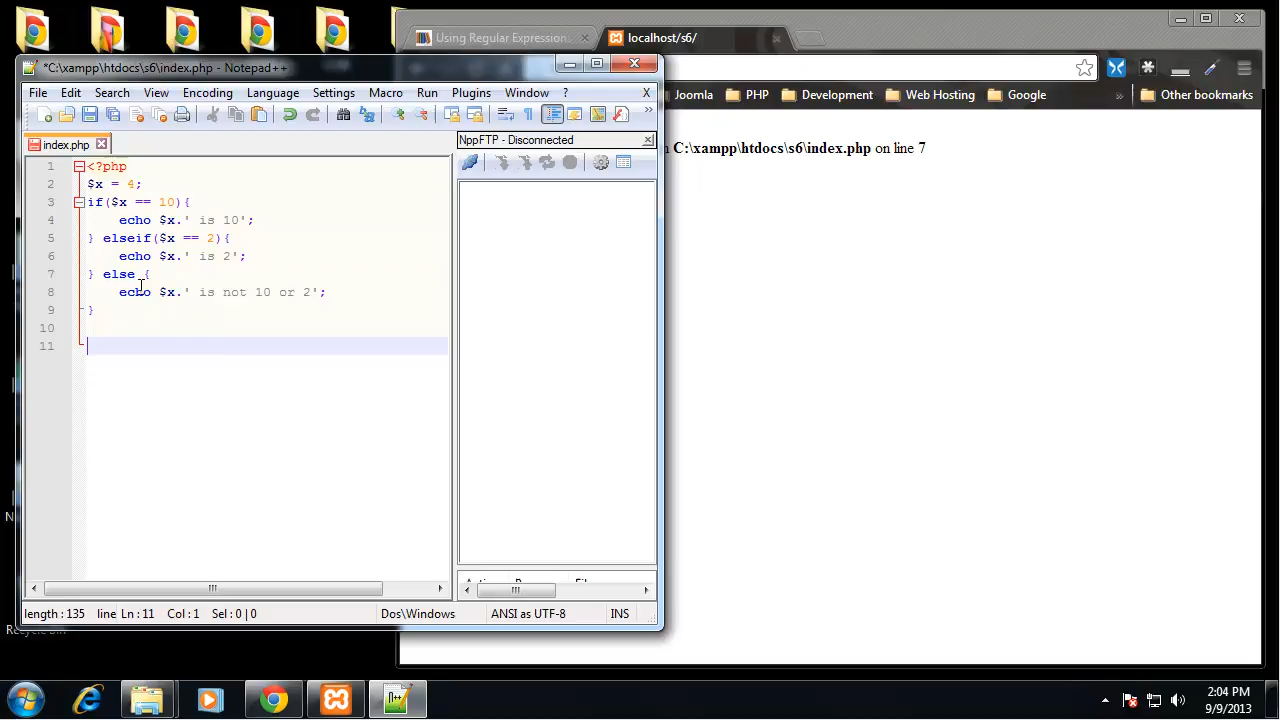 Using Regular Expression:
localhost/s6/
*C:\xampp\htdocs\s6\index.php - Notepad++
File Edit Search View Encoding Language Settings Macro Run Plugins Window ? X
Joomla PHP Development Web Hosting Google » Other bookmarks
index.php
NppFTP - Disconnected
C:\xampp\htdocs\s6\index.php on line 7
1 <?php
2 $x = 4;
3 if($x == 10){
4 echo $x.' is 10';
5 } elseif($x == 2){
6 echo $x.' is 2';
7 } else {
8 echo $x.' is not 10 or 2';
9 }
10
11
length : 135 line Ln : 11 Col : 1 Sel : 0 | 0 Dos\Windows ANSI as UTF-8 INS
2:04 PM
9/9/2013